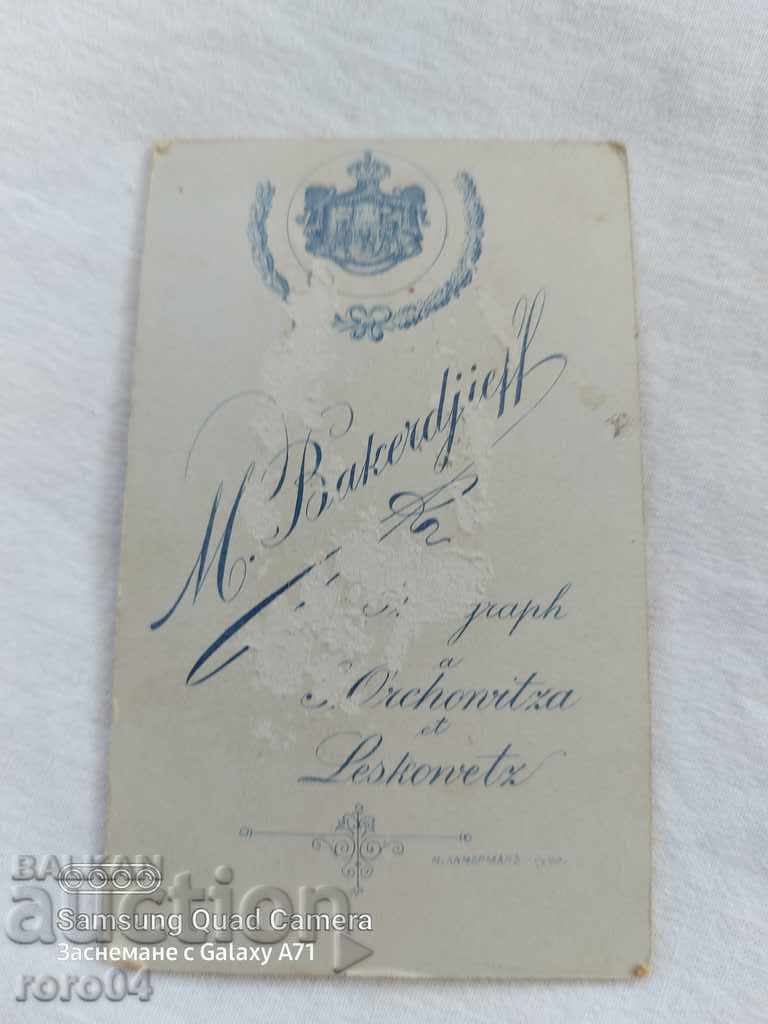 M. Bakerdjieff
graph
a
Orchowitza
et
Leskowetz
BALKAN
auction
Samsung Quad Camera
Заснемане с Galaxy A71
roro04